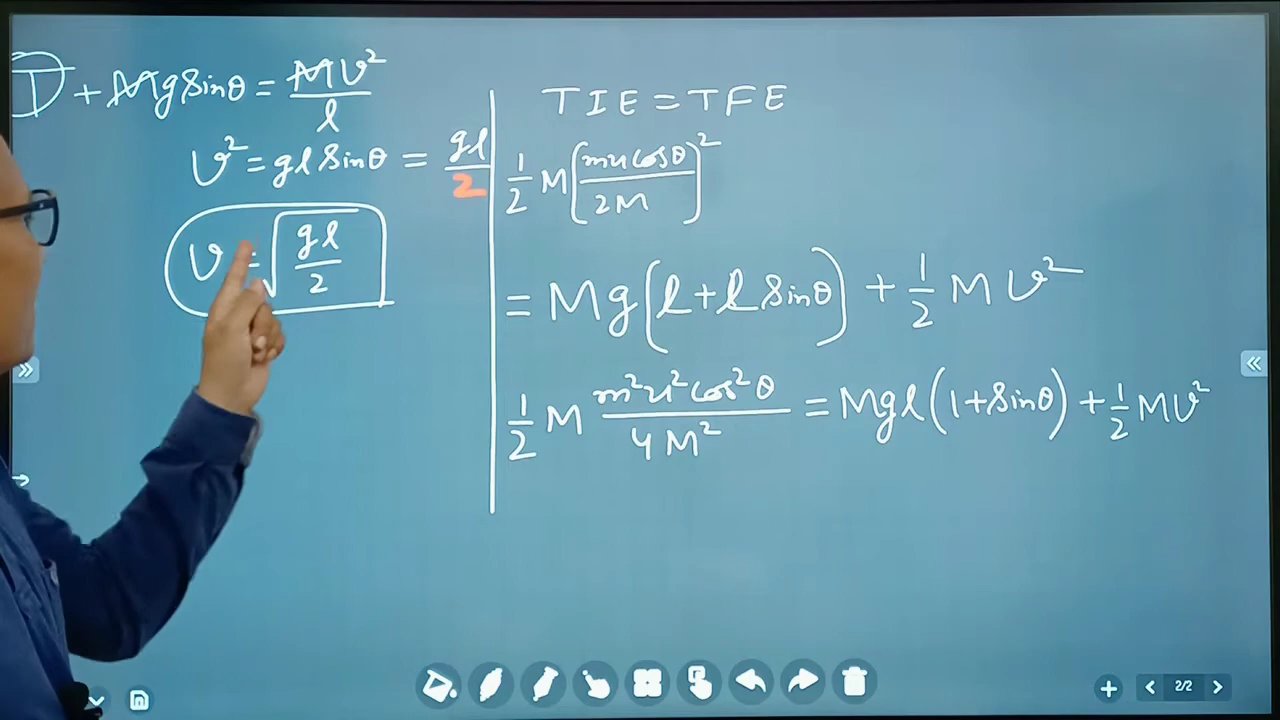 T + Mg sinθ = Mv²/l
v² = gl sinθ = gl/2
v = √(gl/2)
TIE = TFE
1/2 M (mu cosθ/2M)²
= Mg(l + l sinθ) + 1/2 M v²
1/2 M m²u²cos²θ/4M² = Mgl(1 + sinθ) + 1/2 Mv²
2/2